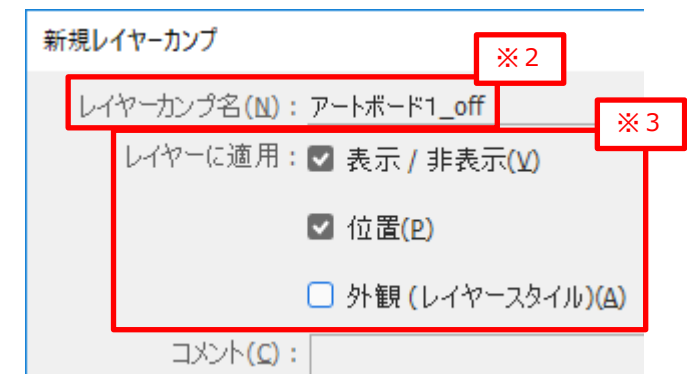 新規レイヤーカンプ
※2
レイヤーカンプ名(N)：アートボード1_off
※3
レイヤーに適用：表示 / 非表示(V)
位置(P)
外観 (レイヤースタイル)(A)
コメント(C)：